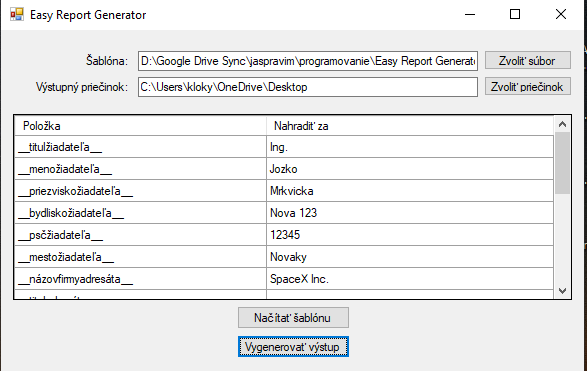 Easy Report Generator
Šablóna: D:\Google Drive Sync\jaspravim\programovanie\Easy Report Generat Zvoliť súbor
Výstupný priečinok: C:\Users\kloky\OneDrive\Desktop Zvoliť priečinok
Položka Nahradiť za
__titulžiadateľa__ Ing.
__menožiadateľa__ Jozko
__priezviskožiadateľa__ Mrkvicka
__bydliskožiadateľa__ Nova 123
__psčžiadateľa__ 12345
__mestožiadateľa__ Novaky
__názovfirmyadresáta__ SpaceX Inc.
Načítať šablónu
Vygenerovať výstup